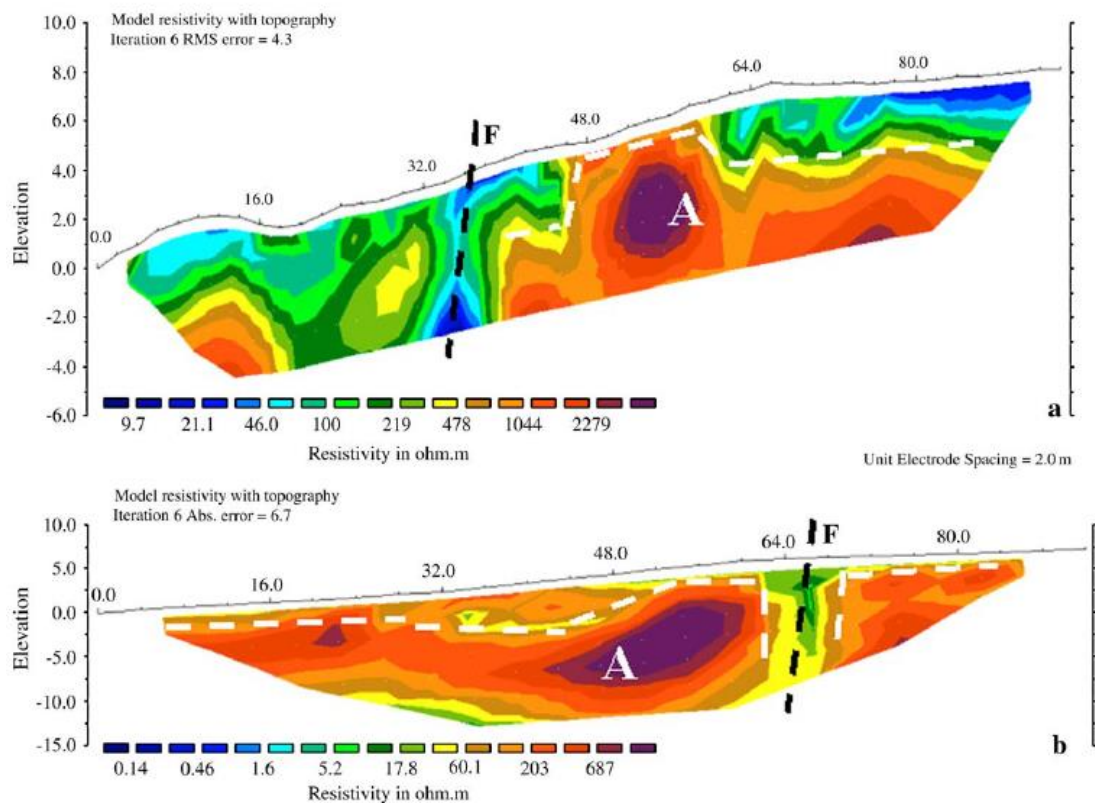 Model resistivity with topography
Iteration 6 RMS error = 4.3
10.0
8.0
6.0
4.0
2.0
0.0
-2.0
-4.0
-6.0
Elevation
0.0
16.0
32.0
48.0
64.0
80.0
F
A
9.7 21.1 46.0 100 219 478 1044 2279
Resistivity in ohm.m
a
Unit Electrode Spacing = 2.0 m
Model resistivity with topography
Iteration 6 Abs. error = 6.7
10.0
5.0
0.0
-5.0
-10.0
-15.0
Elevation
0.0
16.0
32.0
48.0
64.0
80.0
F
A
0.14 0.46 1.6 5.2 17.8 60.1 203 687
Resistivity in ohm.m
b